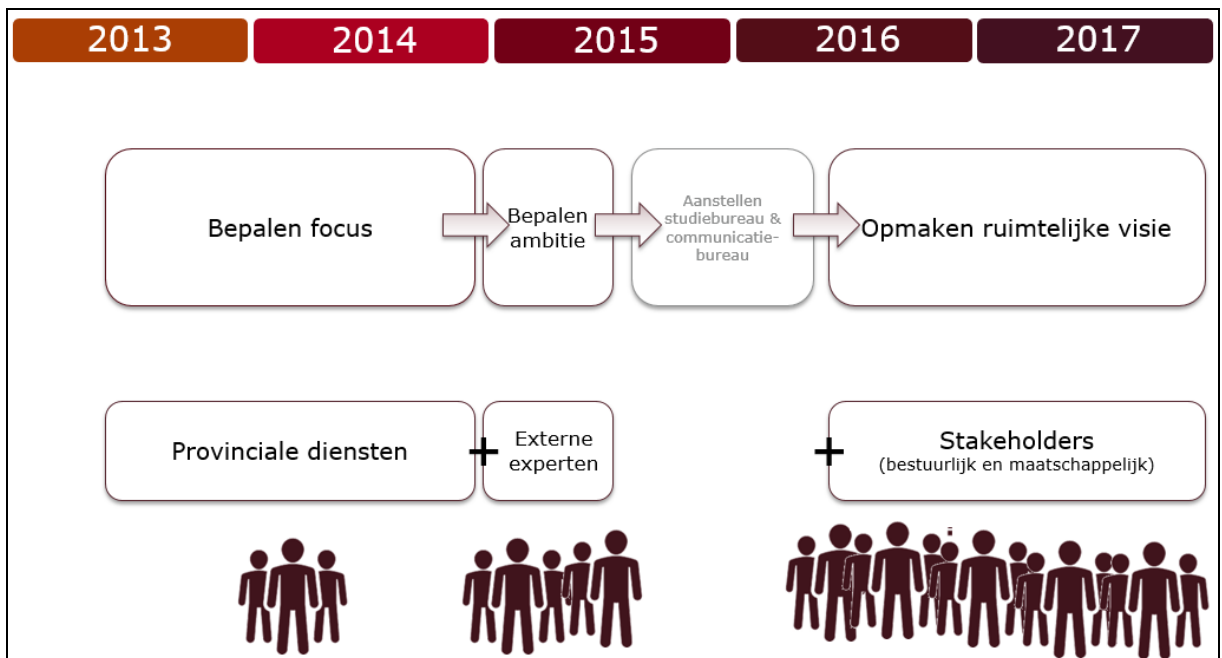 2013
2014
2015
2016
2017
Bepalen focus
Bepalen
ambitie
Aanstellen
studiebureau &
communicatie-
bureau
Opmaken ruimtelijke visie
Provinciale diensten
+
Externe
experten
+
Stakeholders
(bestuurlijk en maatschappelijk)